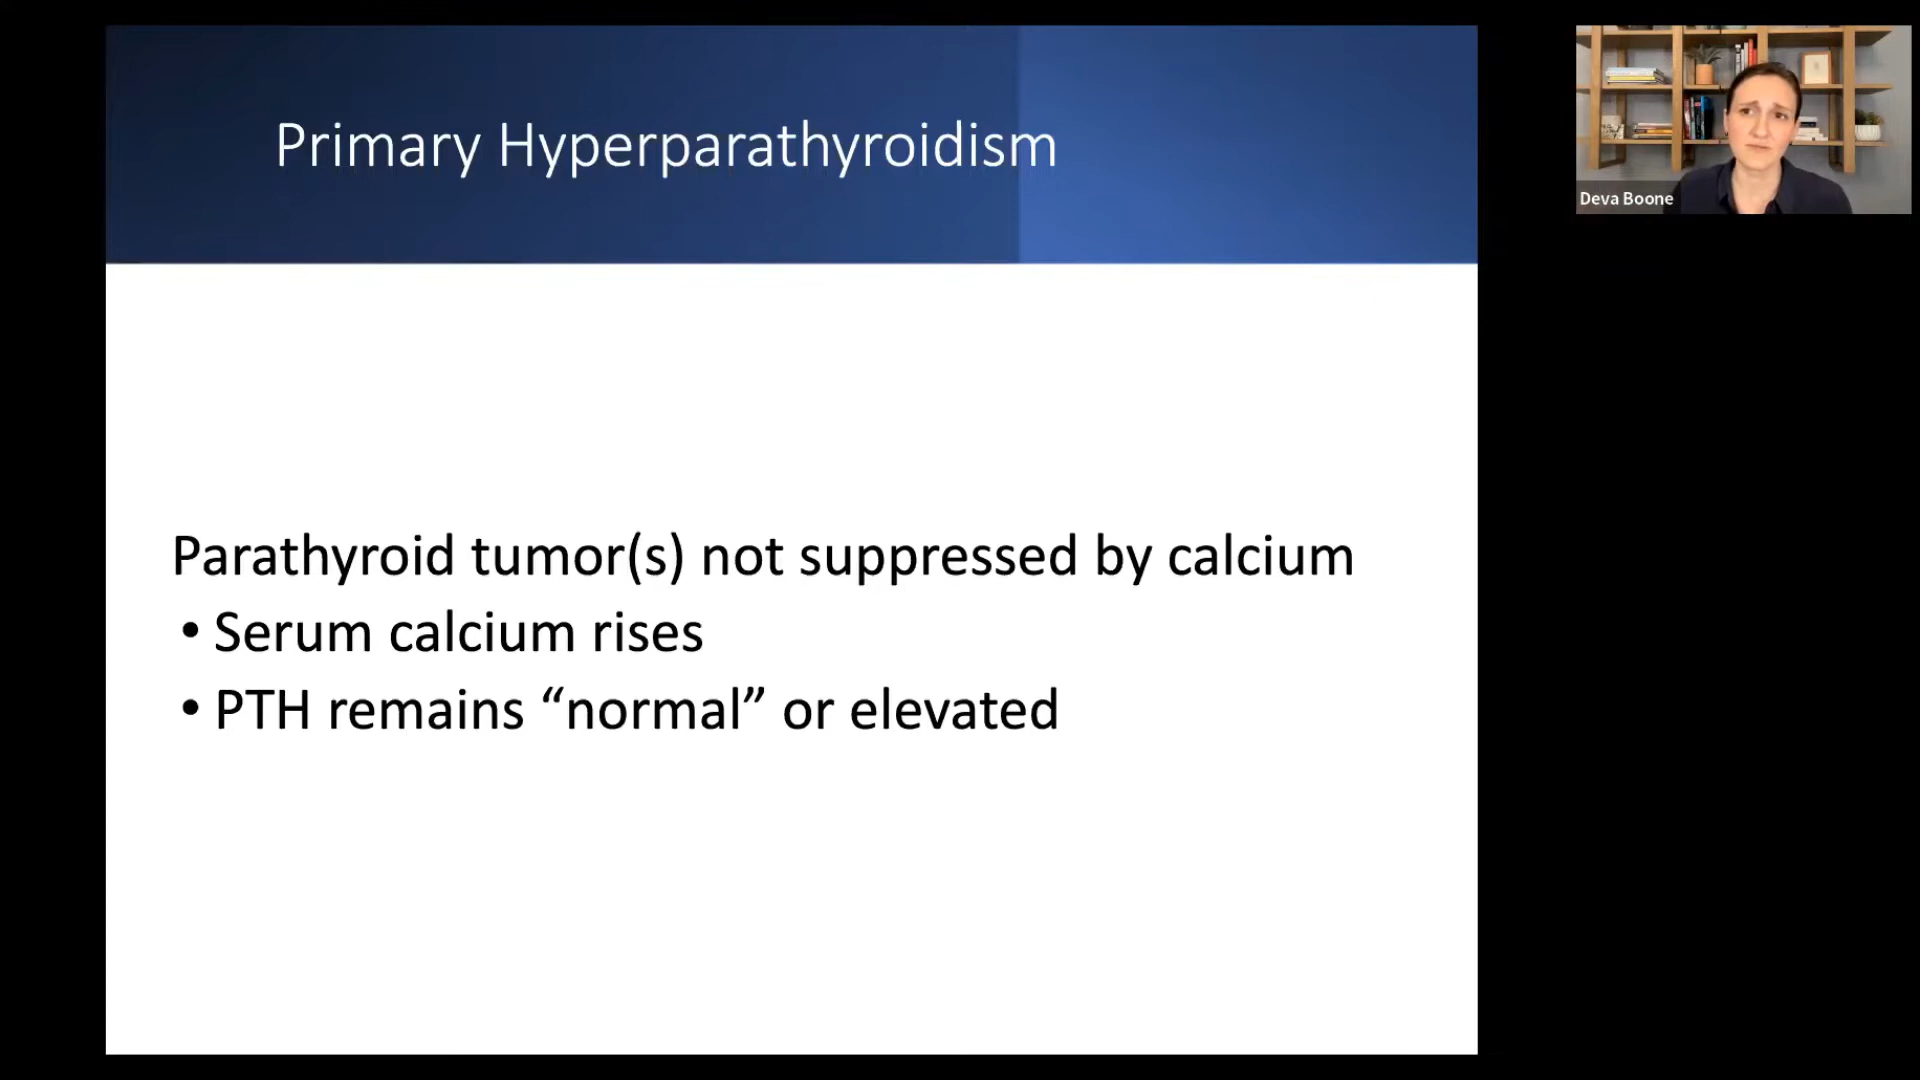 Primary Hyperparathyroidism
Deva Boone
Parathyroid tumor(s) not suppressed by calcium
• Serum calcium rises
• PTH remains “normal” or elevated